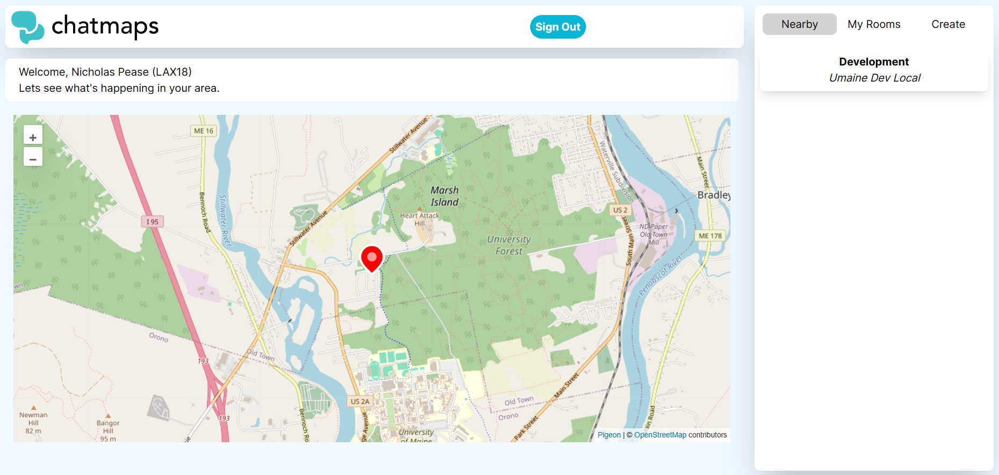 chatmaps
Sign Out
Nearby
My Rooms
Create
Welcome, Nicholas Pease (LAX18)
Lets see what's happening in your area.
Development
Umaine Dev Local
+
−
ME 16
Stillwater Avenue
Waterville Subdivision
Main Street
Marsh
Island
Bradley
Bennoch Road
Stillwater River
I 95
Stillwater Avenue
Heart Attack
Hill
US 2
University
Forest
ND Paper
Old Town
Mill
ME 178
South Main Street
Penobscot River
Orono
Old Town
193
Main Street
Old Town
Orono
US 2A
Newman
Hill
82 m
Bangor
Hill
95 m
193
Bennoch Ro
ge Avenue
University
of Maine
Park Street
ain Road
Pigeon | © OpenStreetMap contributors